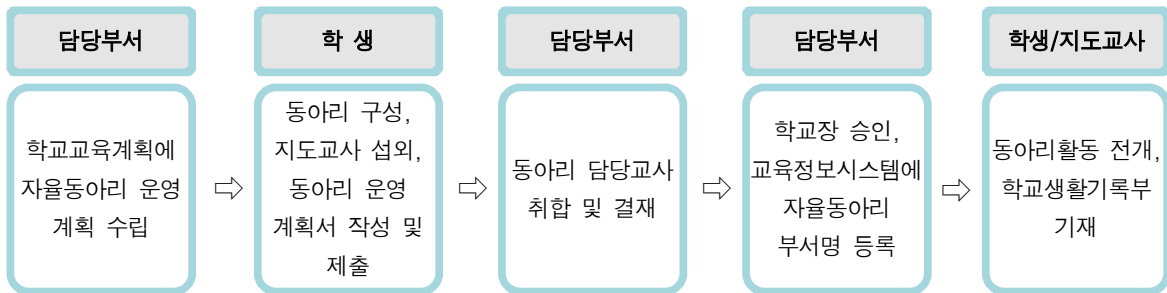 담당부서
학 생
담당부서
담당부서
학생/지도교사
학교교육계획에
자율동아리 운영
계획 수립
⇨
동아리 구성,
지도교사 섭외,
동아리 운영
계획서 작성 및
제출
⇨
동아리 담당교사
취합 및 결재
⇨
학교장 승인,
교육정보시스템에
자율동아리
부서명 등록
⇨
동아리활동 전개,
학교생활기록부
기재